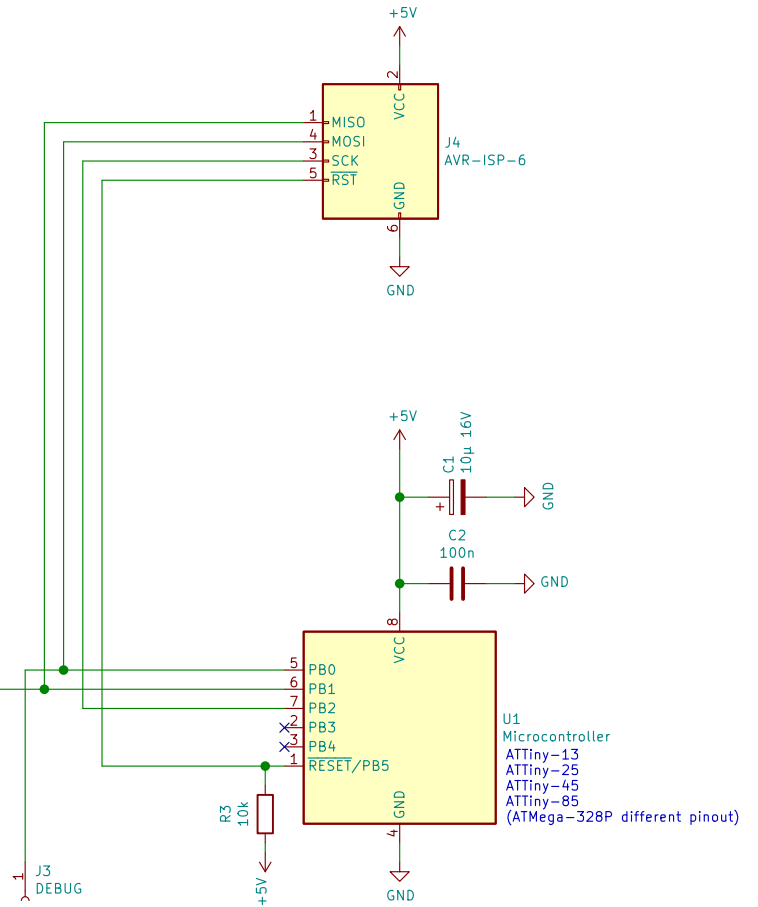 +5V
2
VCC
1 MISO
4 MOSI
3 SCK
5 RST
GND
6
J4
AVR-ISP-6
GND
+5V
C1
10µ 16V
+
GND
C2
100n
GND
8
VCC
5 PB0
6 PB1
7 PB2
2 PB3
3 PB4
1 RESET/PB5
GND
4
U1
Microcontroller
ATTiny-13
ATTiny-25
ATTiny-45
ATTiny-85
(ATMega-328P different pinout)
R3
10k
+5V
GND
1
J3
DEBUG